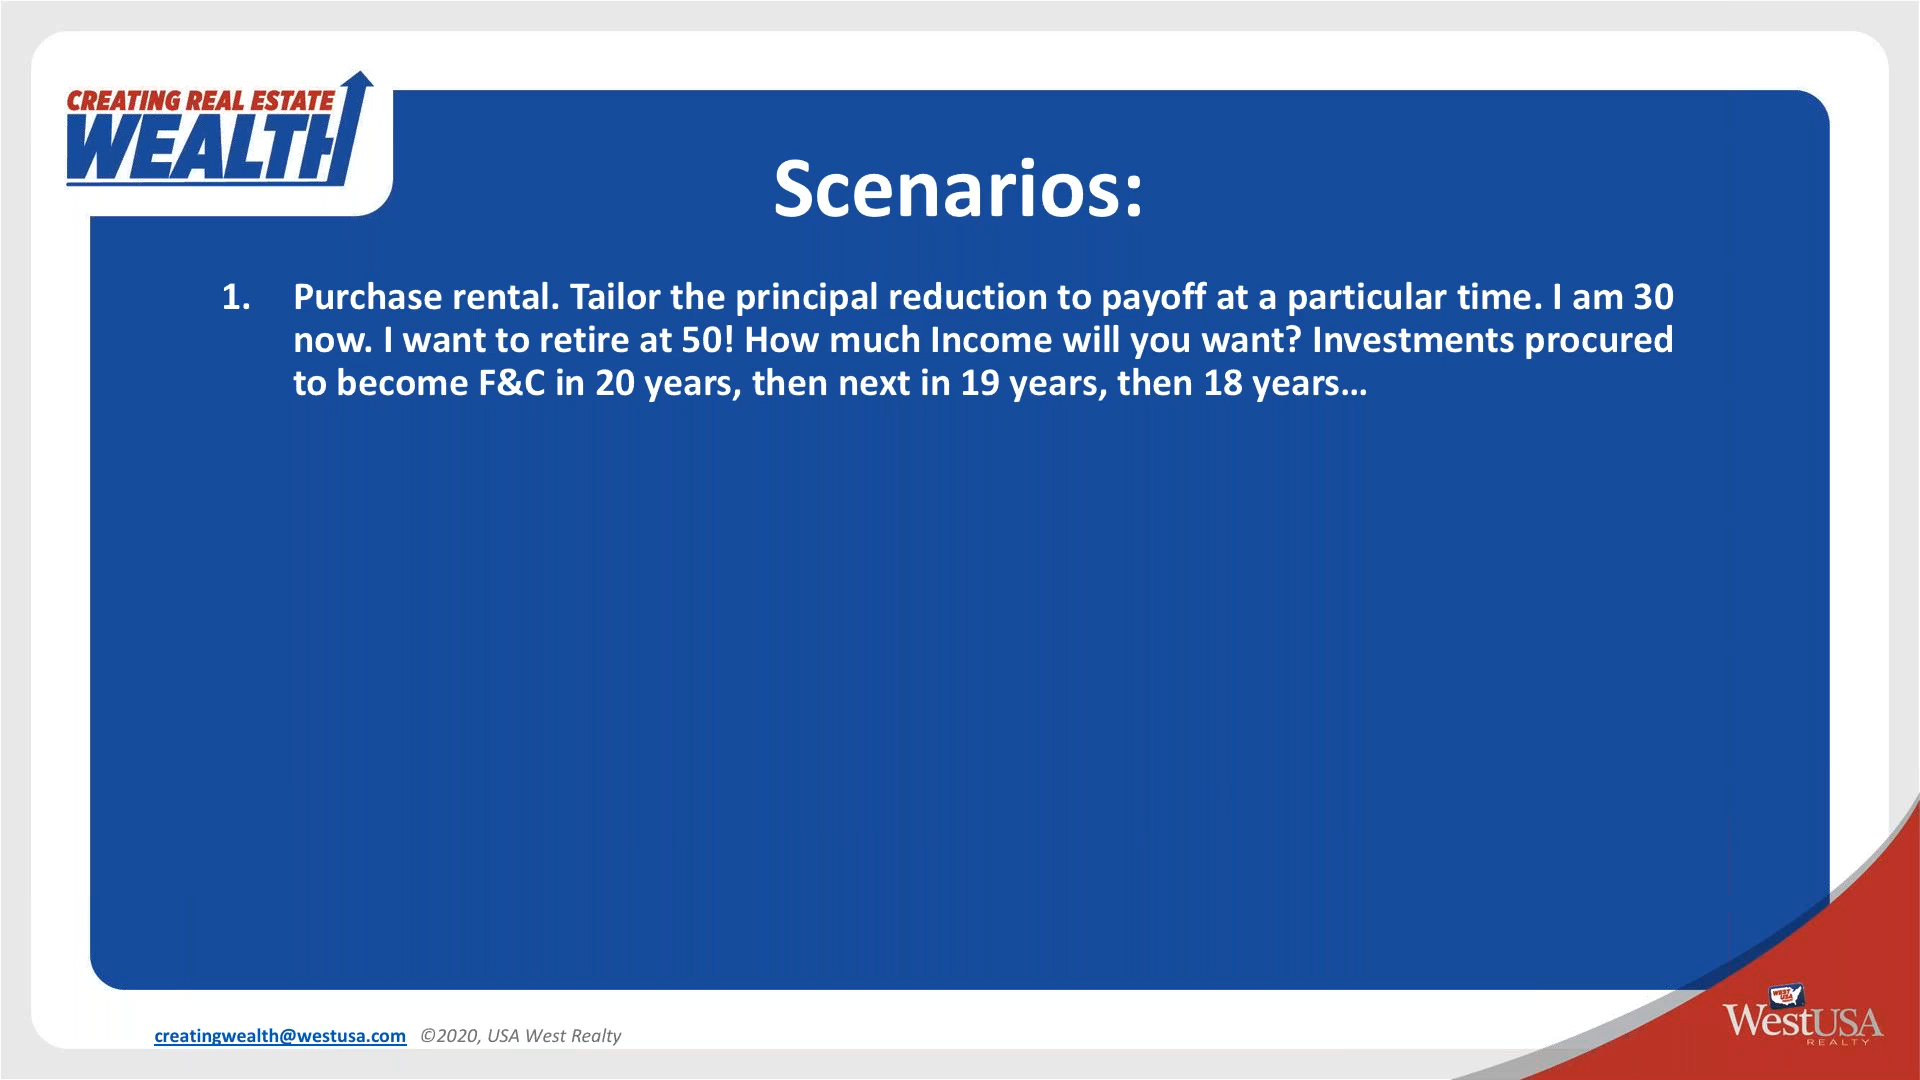 CREATING REAL ESTATE
WEALTH
Scenarios:
1. Purchase rental. Tailor the principal reduction to payoff at a particular time. I am 30
now. I want to retire at 50! How much Income will you want? Investments procured
to become F&C in 20 years, then next in 19 years, then 18 years...
creatingwealth@westusa.com ©2020, USA West Realty
WEST
USA
WestUSA
REALTY